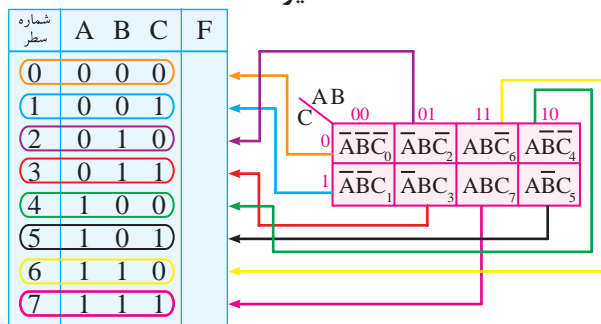 شماره سطر A B C F
0 0 0 0
1 0 0 1
2 0 1 0
3 0 1 1
4 1 0 0
5 1 0 1
6 1 1 0
7 1 1 1
AB
C
00 01 11 10
0 A̅B̅C̅₀ A̅BC̅₂ ABC̅₆ AB̅C̅₄
1 A̅B̅C₁ A̅BC₃ ABC₇ AB̅C₅